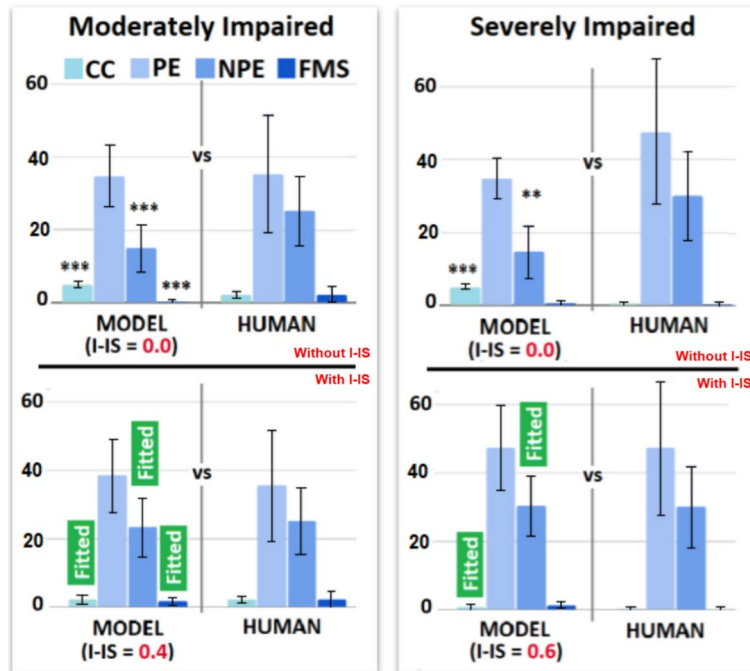 Moderately Impaired
CC PE NPE FMS
60
40
20
0
***
***
***
vs
MODEL
(I-IS = 0.0)
HUMAN
Without I-IS
With I-IS
60
40
20
0
Fitted
Fitted
Fitted
vs
MODEL
(I-IS = 0.4)
HUMAN
Severely Impaired
60
40
20
0
***
**
vs
MODEL
(I-IS = 0.0)
HUMAN
Without I-IS
With I-IS
60
40
20
0
Fitted
Fitted
vs
MODEL
(I-IS = 0.6)
HUMAN